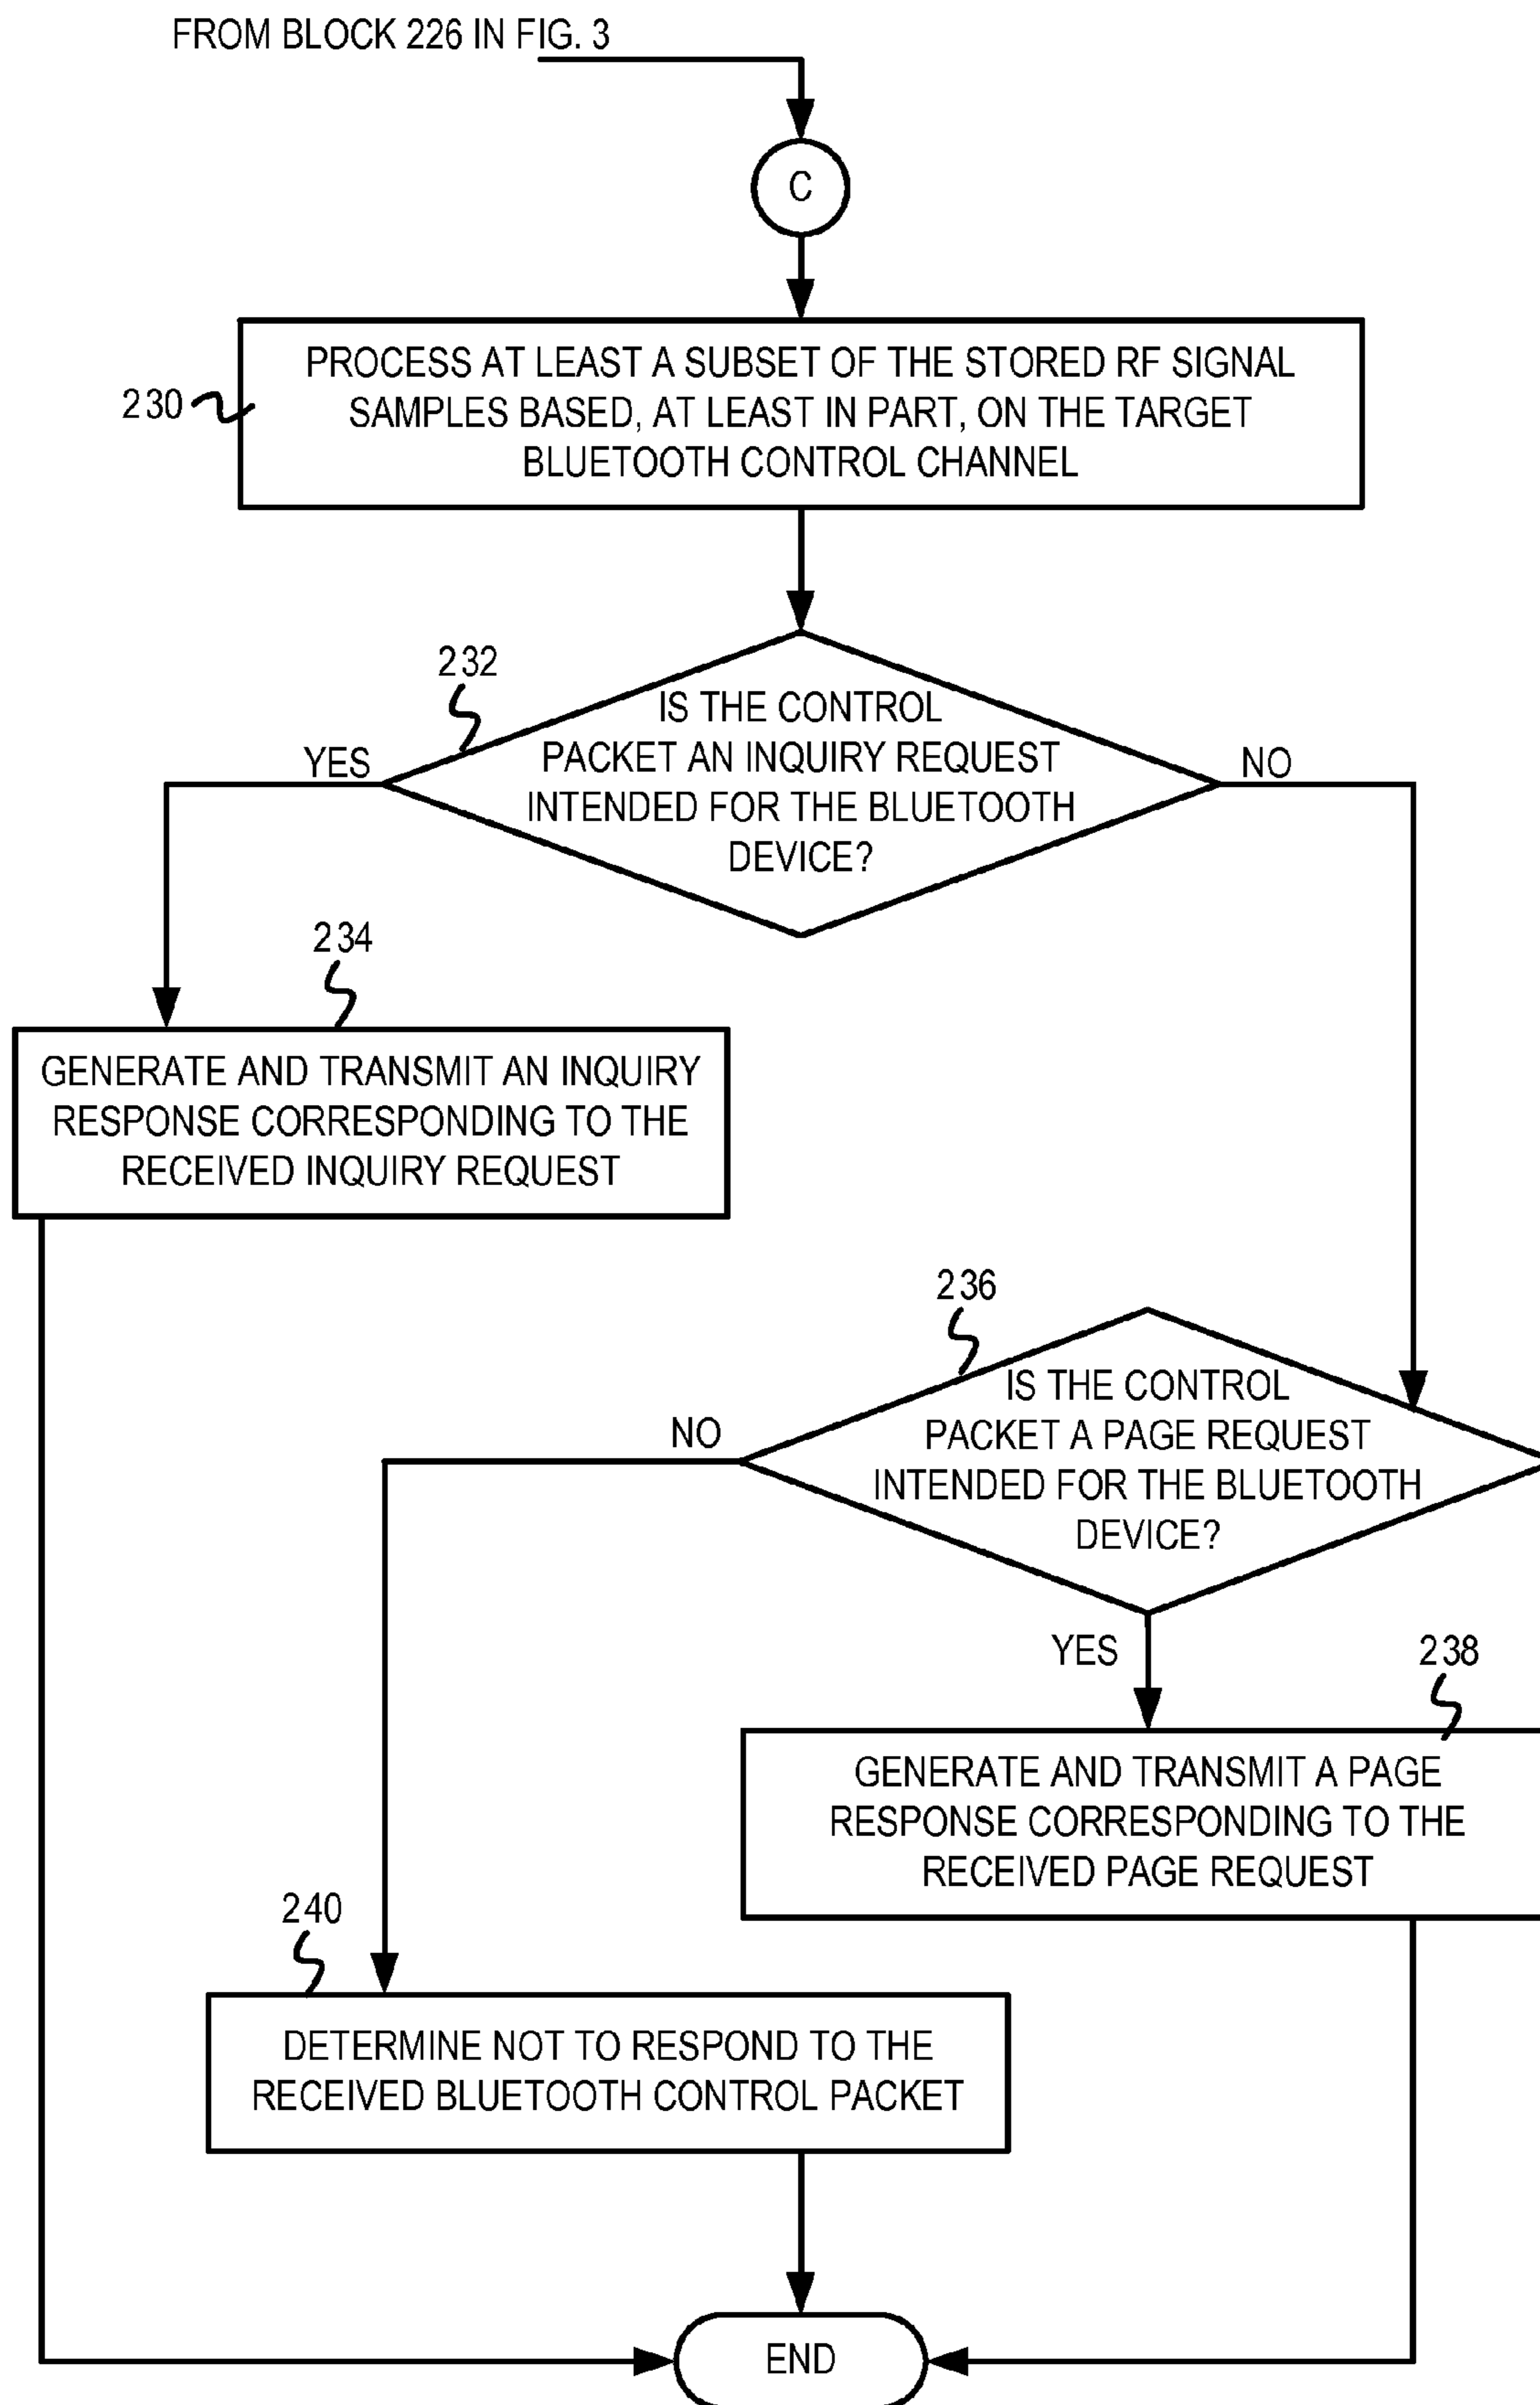 FROM BLOCK 226 IN FIG. 3
C
230
PROCESS AT LEAST A SUBSET OF THE STORED RF SIGNAL
SAMPLES BASED, AT LEAST IN PART, ON THE TARGET
BLUETOOTH CONTROL CHANNEL
232
IS THE CONTROL
PACKET AN INQUIRY REQUEST
INTENDED FOR THE BLUETOOTH
DEVICE?
YES
NO
234
GENERATE AND TRANSMIT AN INQUIRY
RESPONSE CORRESPONDING TO THE
RECEIVED INQUIRY REQUEST
236
IS THE CONTROL
PACKET A PAGE REQUEST
INTENDED FOR THE BLUETOOTH
DEVICE?
NO
YES
238
GENERATE AND TRANSMIT A PAGE
RESPONSE CORRESPONDING TO THE
RECEIVED PAGE REQUEST
240
DETERMINE NOT TO RESPOND TO THE
RECEIVED BLUETOOTH CONTROL PACKET
END